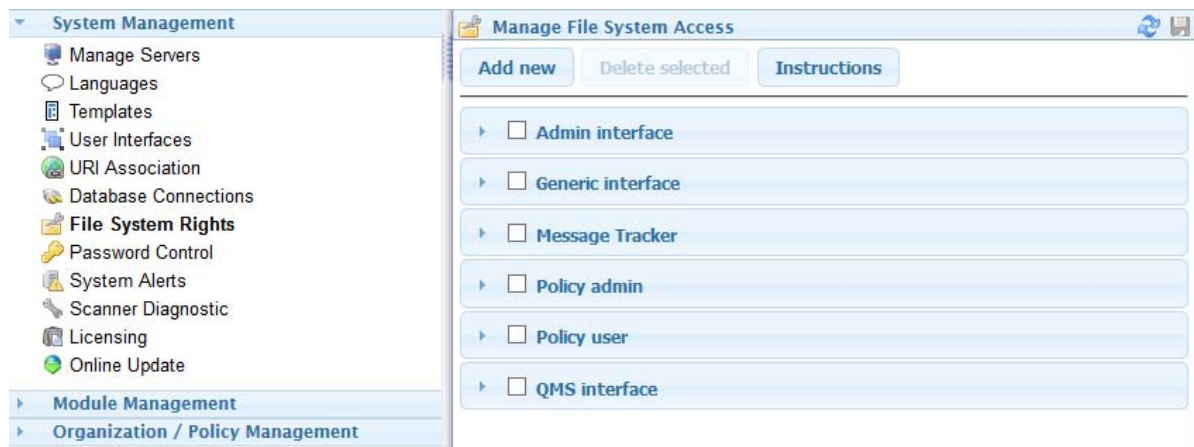 System Management
Manage Servers
Languages
Templates
User Interfaces
URI Association
Database Connections
File System Rights
Password Control
System Alerts
Scanner Diagnostic
Licensing
Online Update
Module Management
Organization / Policy Management
Manage File System Access
Add new Delete selected Instructions
Admin interface
Generic interface
Message Tracker
Policy admin
Policy user
QMS interface